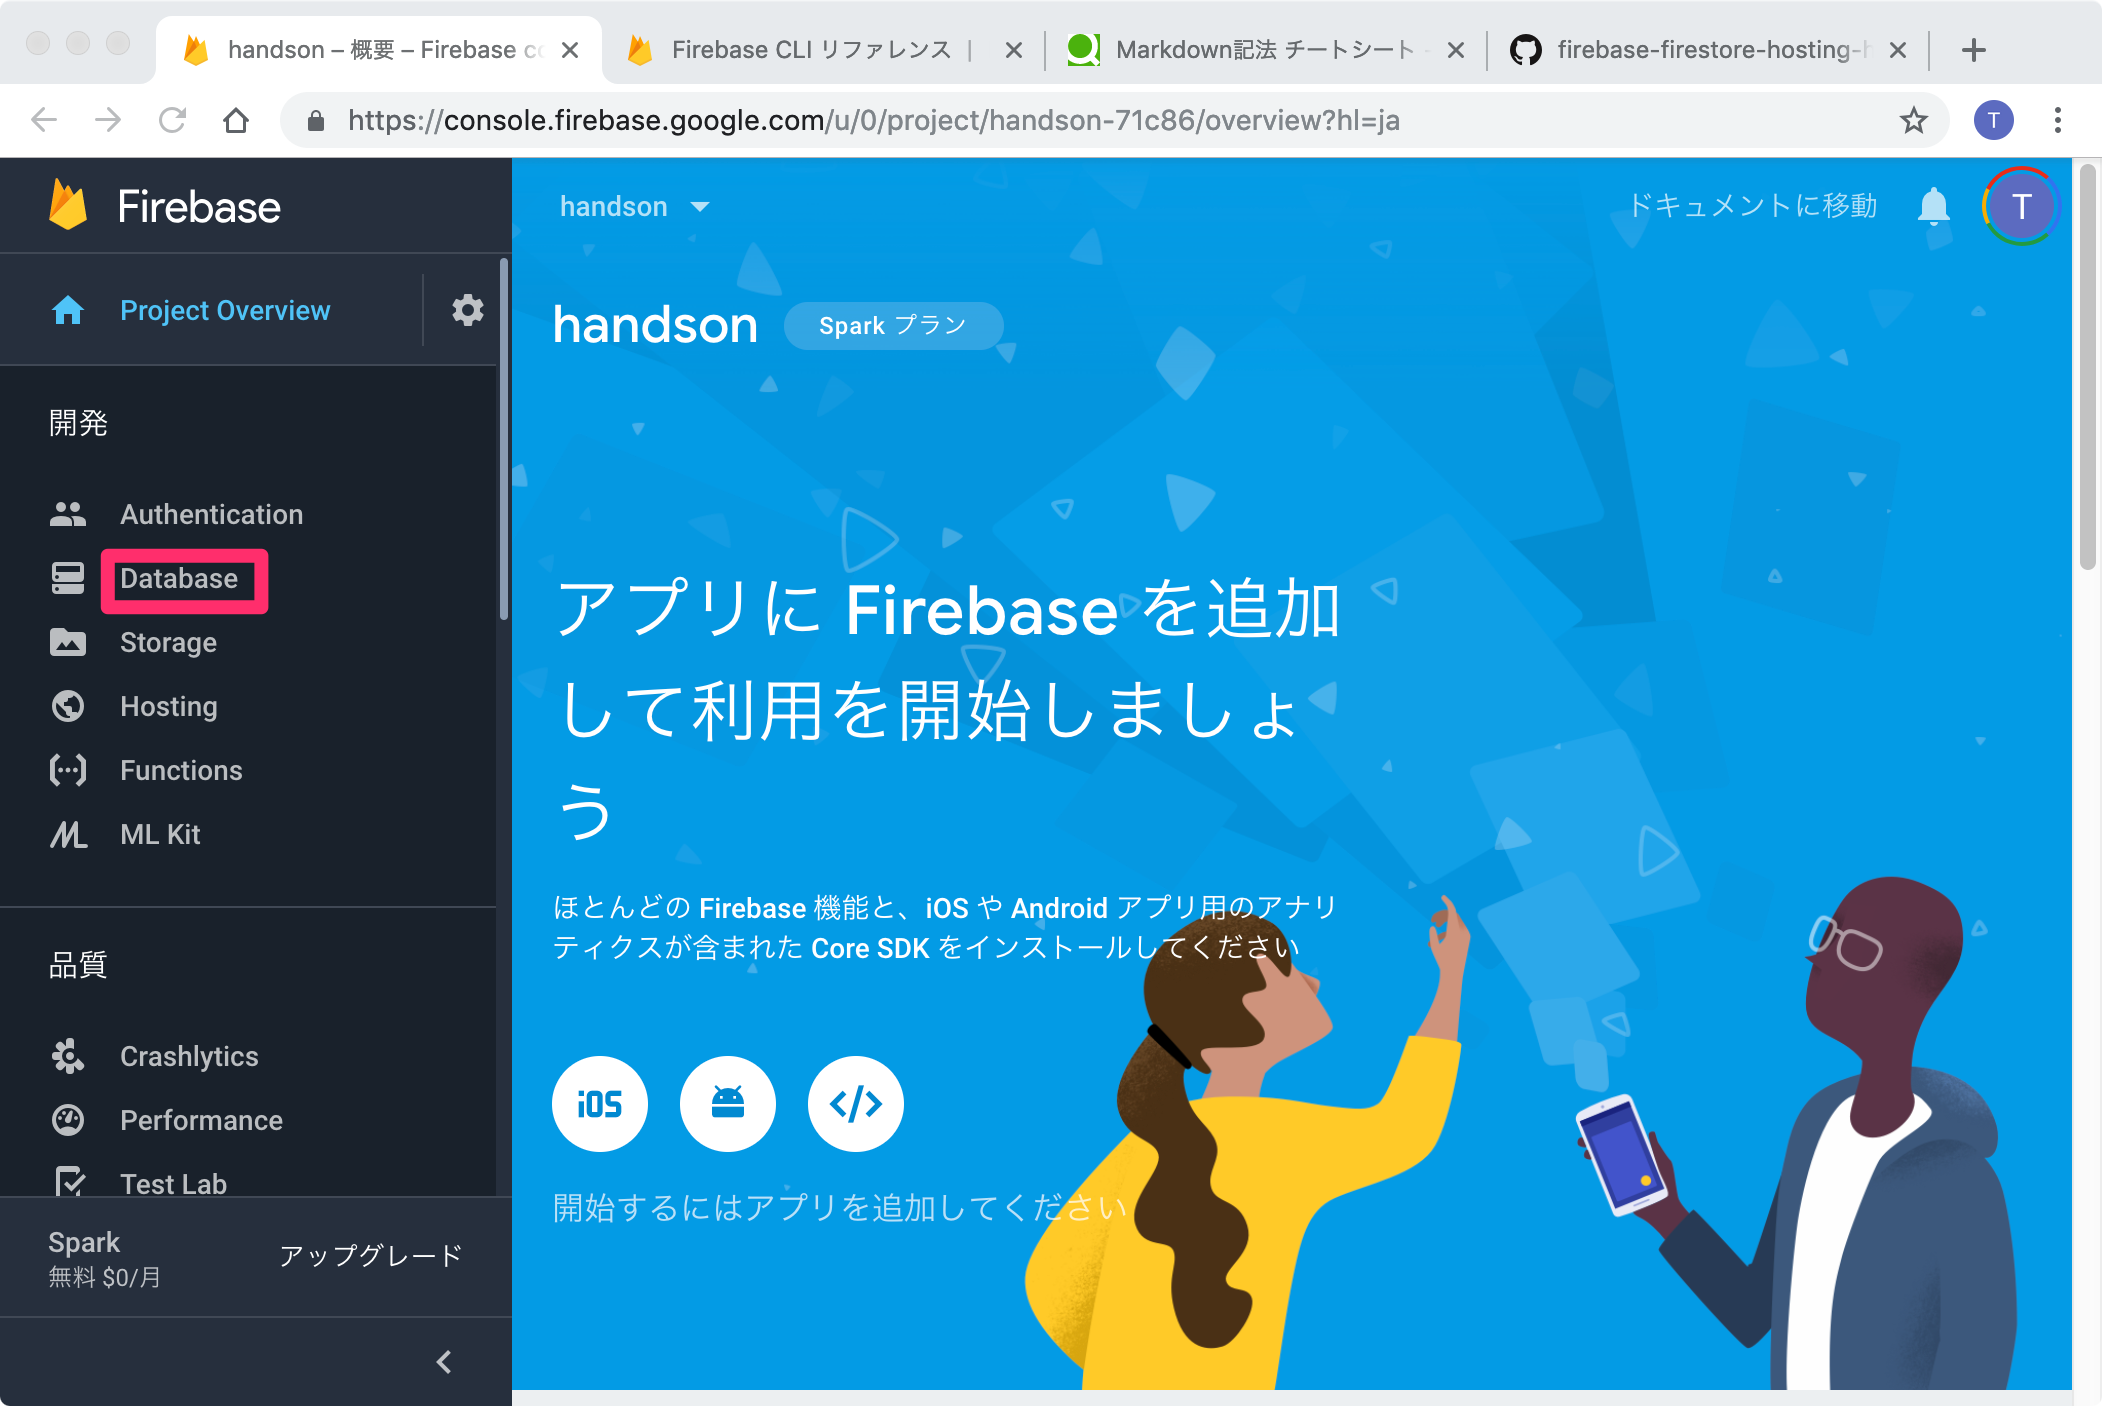 handson – 概要 – Firebase co
Firebase CLI リファレンス |
Markdown記法 チートシート -
firebase-firestore-hosting-h
https://console.firebase.google.com/u/0/project/handson-71c86/overview?hl=ja
T
Firebase
handson
ドキュメントに移動
T
Project Overview
handson
Spark プラン
開発
Authentication
Database
Storage
Hosting
Functions
ML Kit
アプリに Firebase を追加
して利用を開始しましょ
う
ほとんどの Firebase 機能と、iOS や Android アプリ用のアナリ
ティクスが含まれた Core SDK をインストールしてください
品質
Crashlytics
Performance
Test Lab
iOS
開始するにはアプリを追加してください
Spark
無料 $0/月
アップグレード